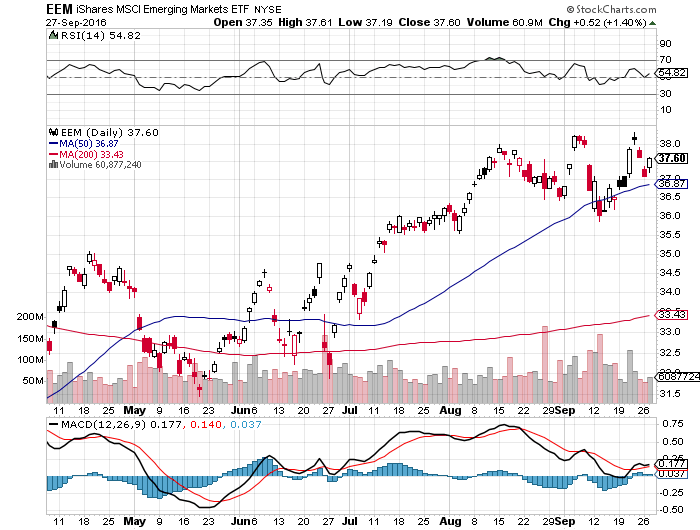 EEM iShares MSCI Emerging Markets ETF NYSE © StockCharts.com
27-Sep-2016 Open 37.35 High 37.61 Low 37.19 Close 37.60 Volume 60.9M Chg +0.52 (+1.40%)
RSI(14) 54.82
90
70
54.82
50
30
10
EEM (Daily) 37.60
MA(50) 36.87
MA(200) 33.43
Volume 60,877,240
38.0
37.60
37.0
36.87
36.5
36.0
35.5
35.0
34.5
34.0
33.43
33.0
32.5
32.0
31.5
200M
150M
100M
50M
60877240
11 18 25 May 9 16 23 Jun 6 13 20 27 Jul 11 18 25 Aug 8 15 22 29 Sep 12 19 26
MACD(12,26,9) 0.177, 0.140, 0.037
0.75
0.50
0.177
0.037
-0.25
-0.50
11 18 25 May 9 16 23 Jun 6 13 20 27 Jul 11 18 25 Aug 8 15 22 29 Sep 12 19 26